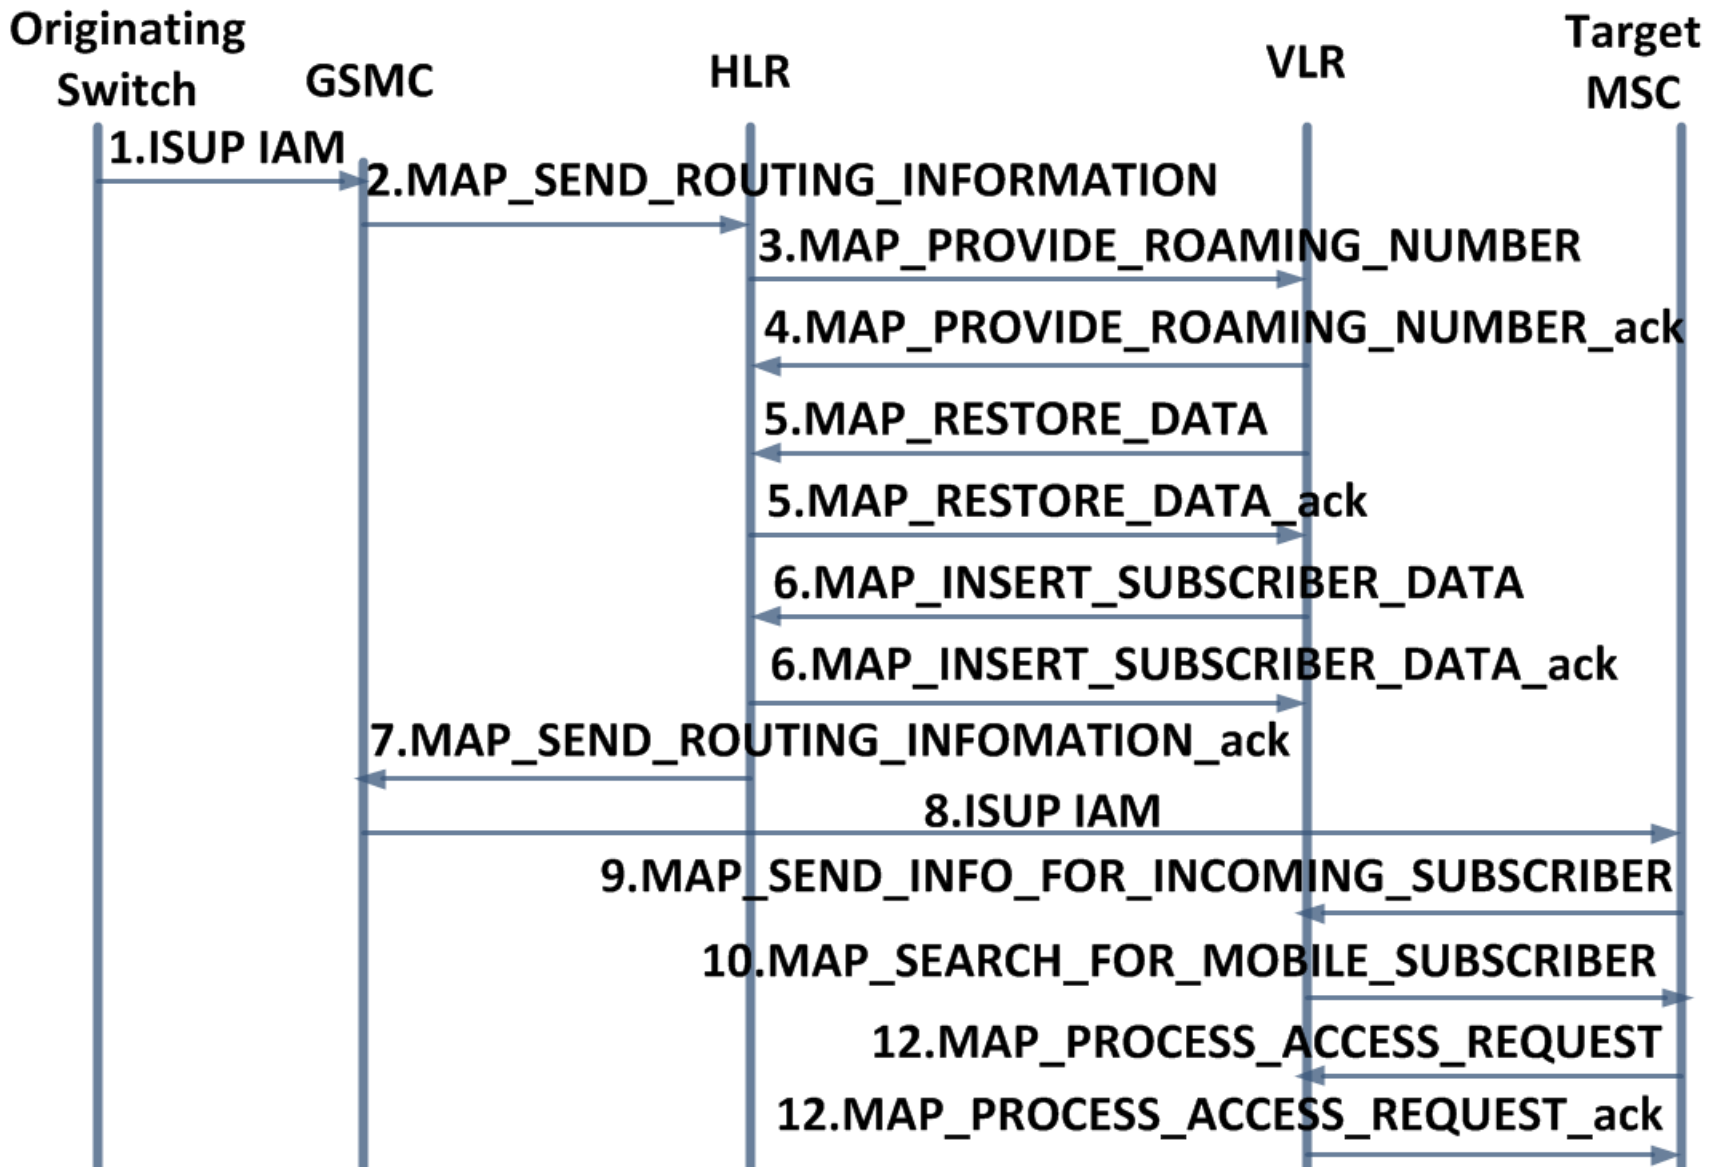 Originating
Switch
GSMC
HLR
VLR
Target
MSC
1.ISUP IAM
2.MAP_SEND_ROUTING_INFORMATION
3.MAP_PROVIDE_ROAMING_NUMBER
4.MAP_PROVIDE_ROAMING_NUMBER_ack
5.MAP_RESTORE_DATA
5.MAP_RESTORE_DATA_ack
6.MAP_INSERT_SUBSCRIBER_DATA
6.MAP_INSERT_SUBSCRIBER_DATA_ack
7.MAP_SEND_ROUTING_INFOMATION_ack
8.ISUP IAM
9.MAP_SEND_INFO_FOR_INCOMING_SUBSCRIBER
10.MAP_SEARCH_FOR_MOBILE_SUBSCRIBER
12.MAP_PROCESS_ACCESS_REQUEST
12.MAP_PROCESS_ACCESS_REQUEST_ack